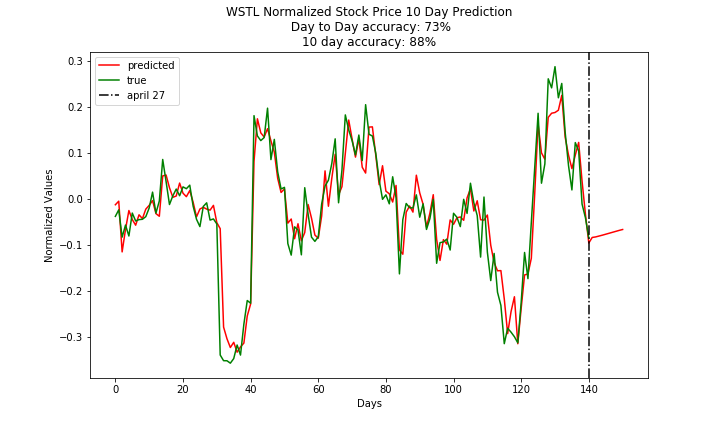 WSTL Normalized Stock Price 10 Day Prediction
Day to Day accuracy: 73%
10 day accuracy: 88%
predicted
true
april 27
Normalized Values
0.3
0.2
0.1
0.0
−0.1
−0.2
−0.3
0 20 40 60 80 100 120 140
Days